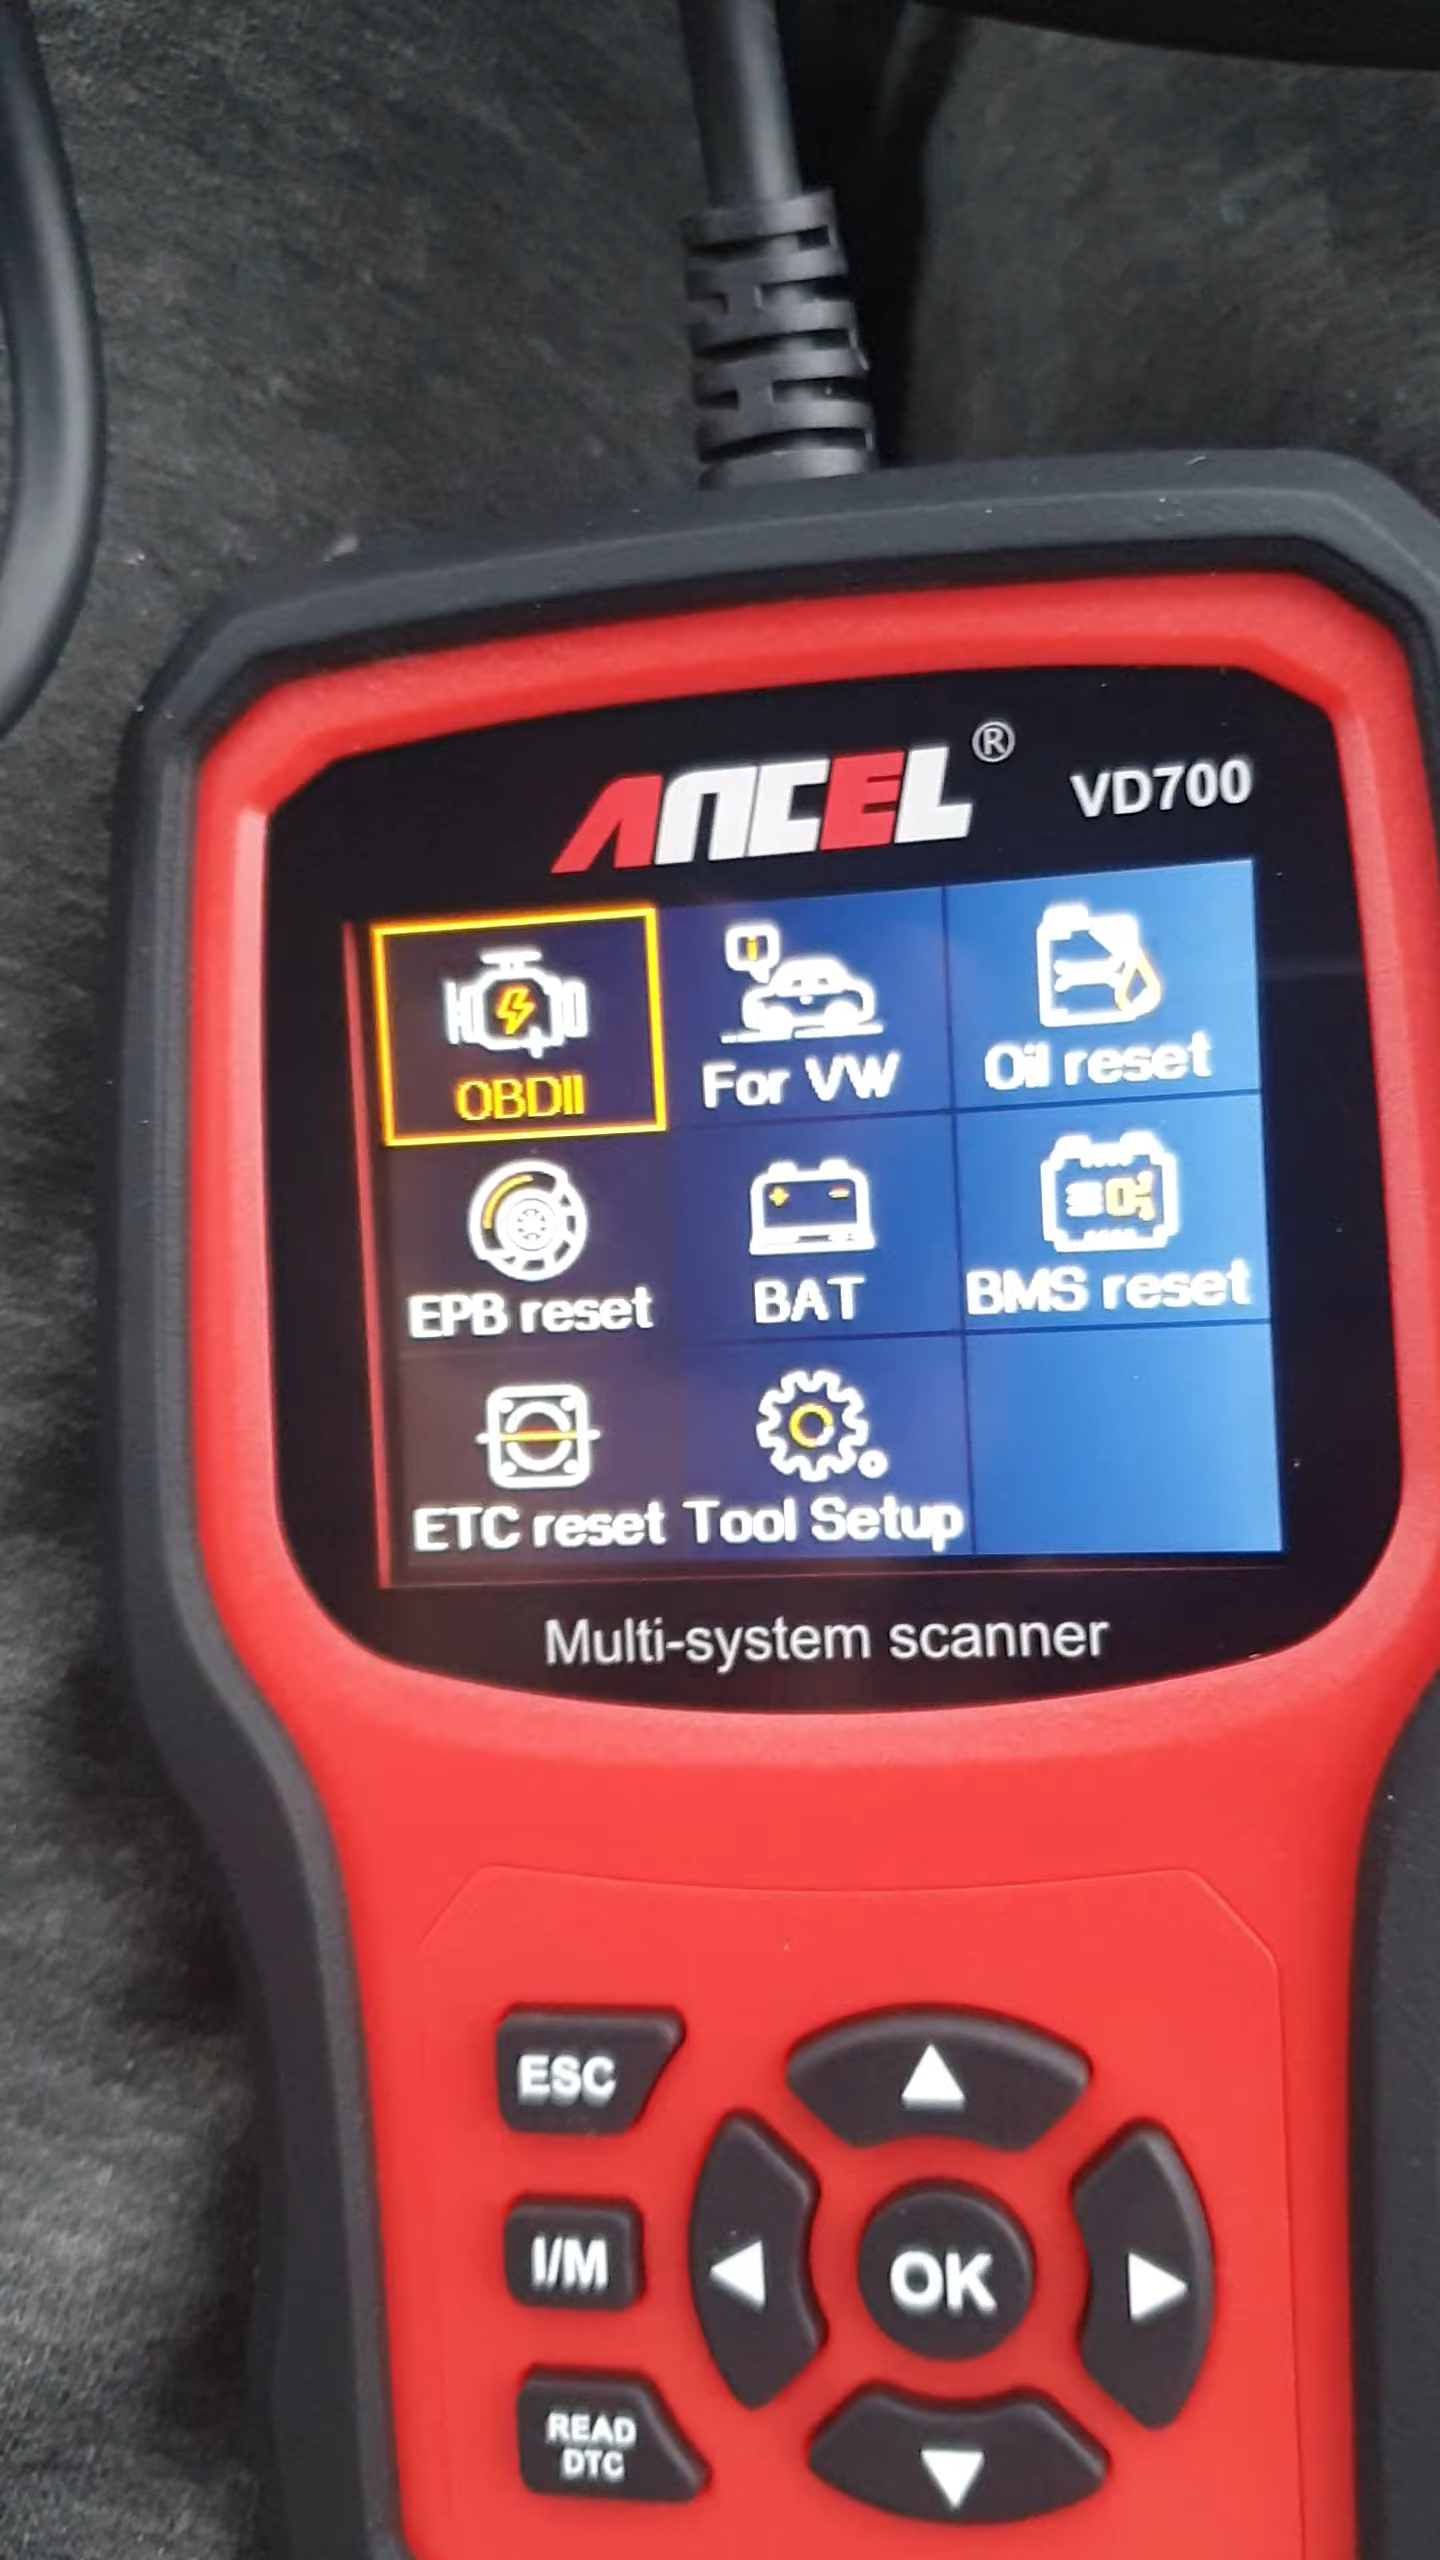 ANCEL® VD700
OBDII For VW Oil reset
EPB reset BAT BMS reset
ETC reset Tool Setup
Multi-system scanner
ESC
I/M OK
READ
DTC